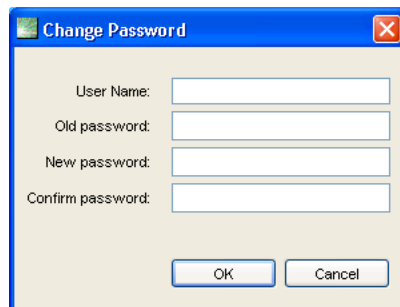 Change Password
User Name:
Old password:
New password:
Confirm password:
OK Cancel